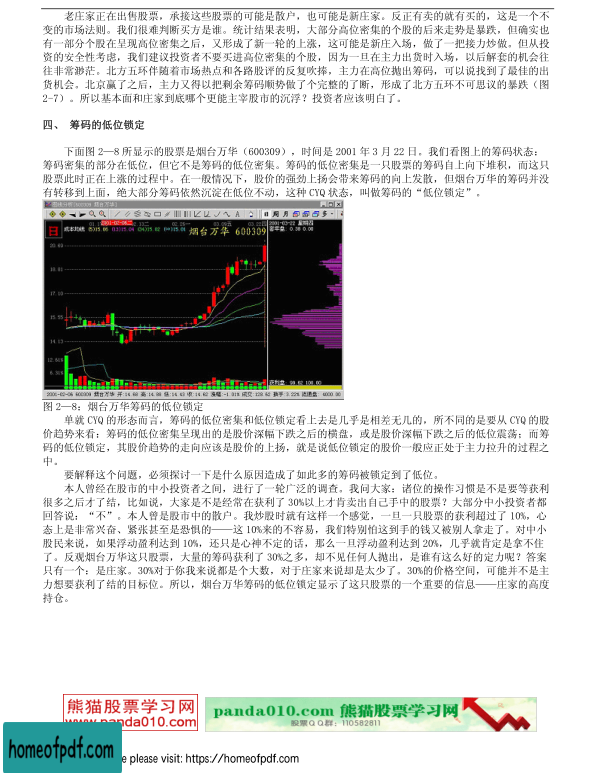 老庄家正在出售股票，承接这些股票的可能是散户，也可能是新庄家。反正有卖的就有买的，这是一个不
变的市场法则。我们很难判断买方是谁。统计结果表明，大部分高位密集的个股的后来走势是暴跌，但确实也
有一部分个股在呈现高位密集之后，又形成了新一轮的上涨，这可能是新庄入场，做了一把接力炒做。但从投
资的安全性考虑，我们建议投资者不要买进高位密集的个股，因为一旦在主力出货时入场，以后解套的机会往
往非常渺茫。北方五环伴随着市场热点和各路股评的反复吹捧，主力在高位抛出筹码，可以说找到了最佳的出
货机会。北京赢了之后，主力又得以把剩余筹码顺势做了个完整的了断，形成了北方五环不可思议的暴跌（图
2-7）。所以基本面和庄家到底哪个更能主宰股市的沉浮？投资者应该明白了。
四、 筹码的低位锁定
下面图 2—8 所显示的股票是烟台万华（600309），时间是 2001 年 3 月 22 日。我们看图上的筹码状态：
筹码密集的部分在低位，但它不是筹码的低位密集。筹码的低位密集是一只股票的筹码自上向下堆积，而这只
股票此时正在上涨的过程中。在一般情况下，股价的强劲上扬会带来筹码的向上发散，但烟台万华的筹码并没
有转移到上面，绝大部分筹码依然沉淀在低位不动，这种 CYQ 状态，叫做筹码的“低位锁定”。
烟台万华 600309
日
20.60
18.91
17.10
15.55
14.13
图 2—8：烟台万华筹码的低位锁定
单就 CYQ 的形态而言，筹码的低位密集和低位锁定看上去是几乎是相差无几的，所不同的是要从 CYQ 的股
价趋势来看：筹码的低位密集呈现出的是股价深幅下跌之后的横盘，或是股价深幅下跌之后的低位震荡；而筹
码的低位锁定，其股价趋势的走向应该是股价的上扬，就是说低位锁定的股价一般应正处于主力拉升的过程之
中。
要解释这个问题，必须探讨一下是什么原因造成了如此多的筹码被锁定到了低位。
本人曾经在股市的中小投资者之间，进行了一轮广泛的调查。我问大家：诸位的操作习惯是不是要等获利
很多之后才了结，比如说，大家是不是经常在获利了 30%以上才肯卖出自己手中的股票？大部分中小投资者都
回答说：“不”。本人曾是股市中的散户。我炒股时就有这样一个感觉，一旦一只股票的获利超过了 10%，心
态上是非常兴奋、紧张甚至是恐惧的——这 10%来的不容易，我们特别怕这到手的钱又被别人拿走了。对中小
股民来说，如果浮动盈利达到 10%，还只是心神不定的话，那么一旦浮动盈利达到 20%，几乎就肯定是拿不住
了。反观烟台万华这只股票，大量的筹码获利了 30%之多，却不见任何人抛出，是谁有这么好的定力呢？答案
只有一个：是庄家。30%对于你我来说都是个大数，对于庄家来说却是太少了。30%的价格空间，可能并不是主
力想要获利了结的目标位。所以，烟台万华筹码的低位锁定显示了这只股票的一个重要的信息——庄家的高度
持仓。
熊猫股票学习网
www.panda010.com
panda010.com 熊猫股票学习网
股票QQ群：110582811
homeofpdf.com
e please visit: https://homeofpdf.com